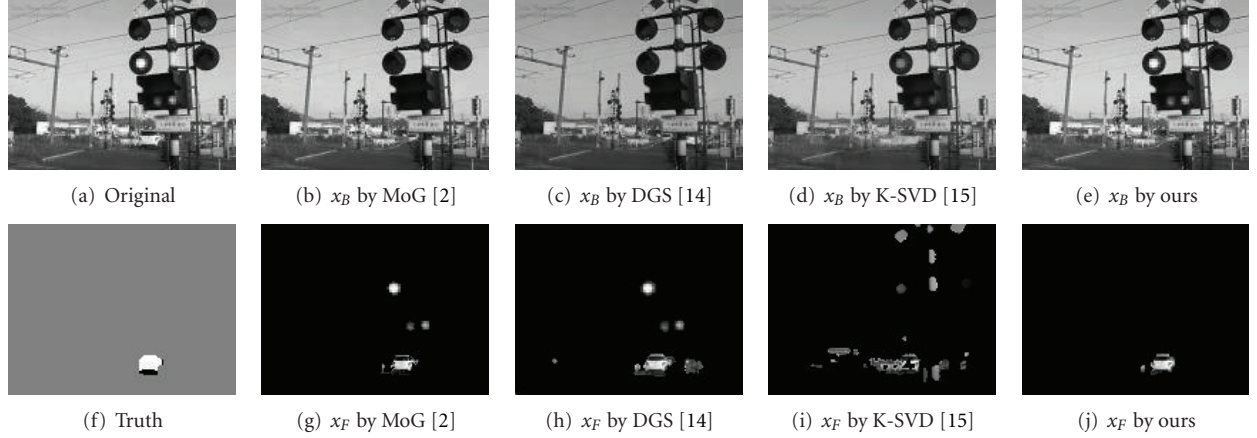 (a) Original
(b) x_B by MoG [2]
(c) x_B by DGS [14]
(d) x_B by K-SVD [15]
(e) x_B by ours
(f) Truth
(g) x_F by MoG [2]
(h) x_F by DGS [14]
(i) x_F by K-SVD [15]
(j) x_F by ours